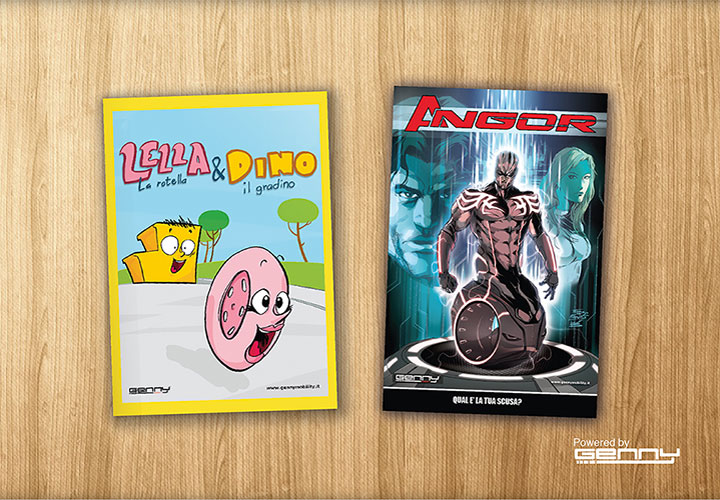 LELLA & DINO
La rotella
il gradino
GENNY
www.gennymobility.it
ANGOR
GENNY
www.gennymobility.it
QUAL E' LA TUA SCUSA?
Powered by
GENNY